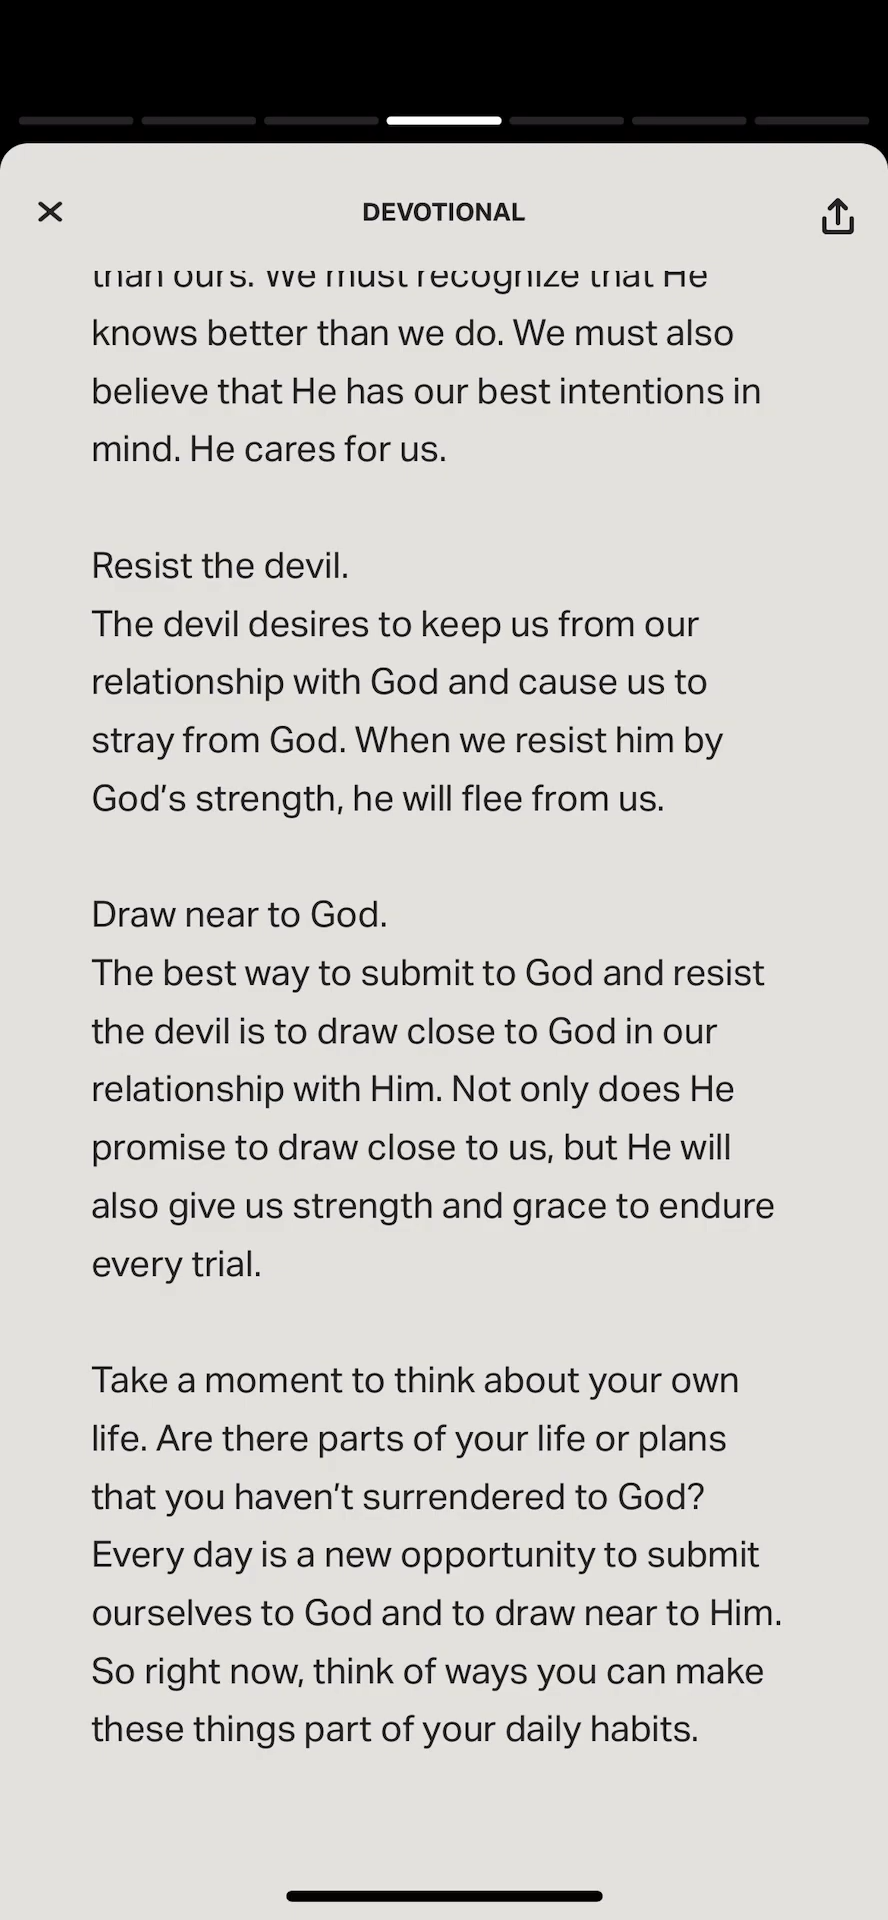 DEVOTIONAL
than ours. We must recognize that He
knows better than we do. We must also
believe that He has our best intentions in
mind. He cares for us.
Resist the devil.
The devil desires to keep us from our
relationship with God and cause us to
stray from God. When we resist him by
God’s strength, he will flee from us.
Draw near to God.
The best way to submit to God and resist
the devil is to draw close to God in our
relationship with Him. Not only does He
promise to draw close to us, but He will
also give us strength and grace to endure
every trial.
Take a moment to think about your own
life. Are there parts of your life or plans
that you haven’t surrendered to God?
Every day is a new opportunity to submit
ourselves to God and to draw near to Him.
So right now, think of ways you can make
these things part of your daily habits.